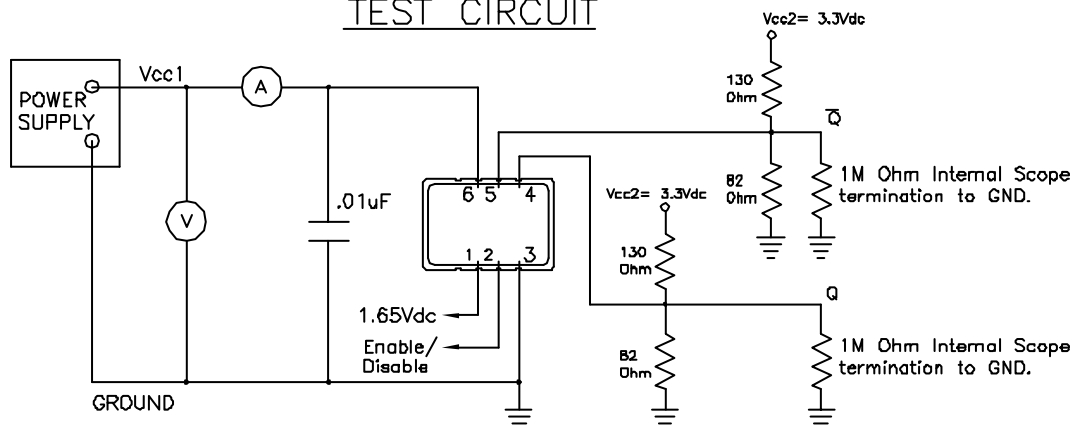 TEST CIRCUIT
Vcc2= 3.3Vdc
Vcc1
A
POWER
SUPPLY
130
Ohm
Q̅
6 5 4
82
Ohm
1M Ohm Internal Scope
termination to GND.
Vcc2= 3.3Vdc
.01uF
V
1 2 3
130
Ohm
Q
1.65Vdc
Enable/
Disable
82
Ohm
1M Ohm Internal Scope
termination to GND.
GROUND